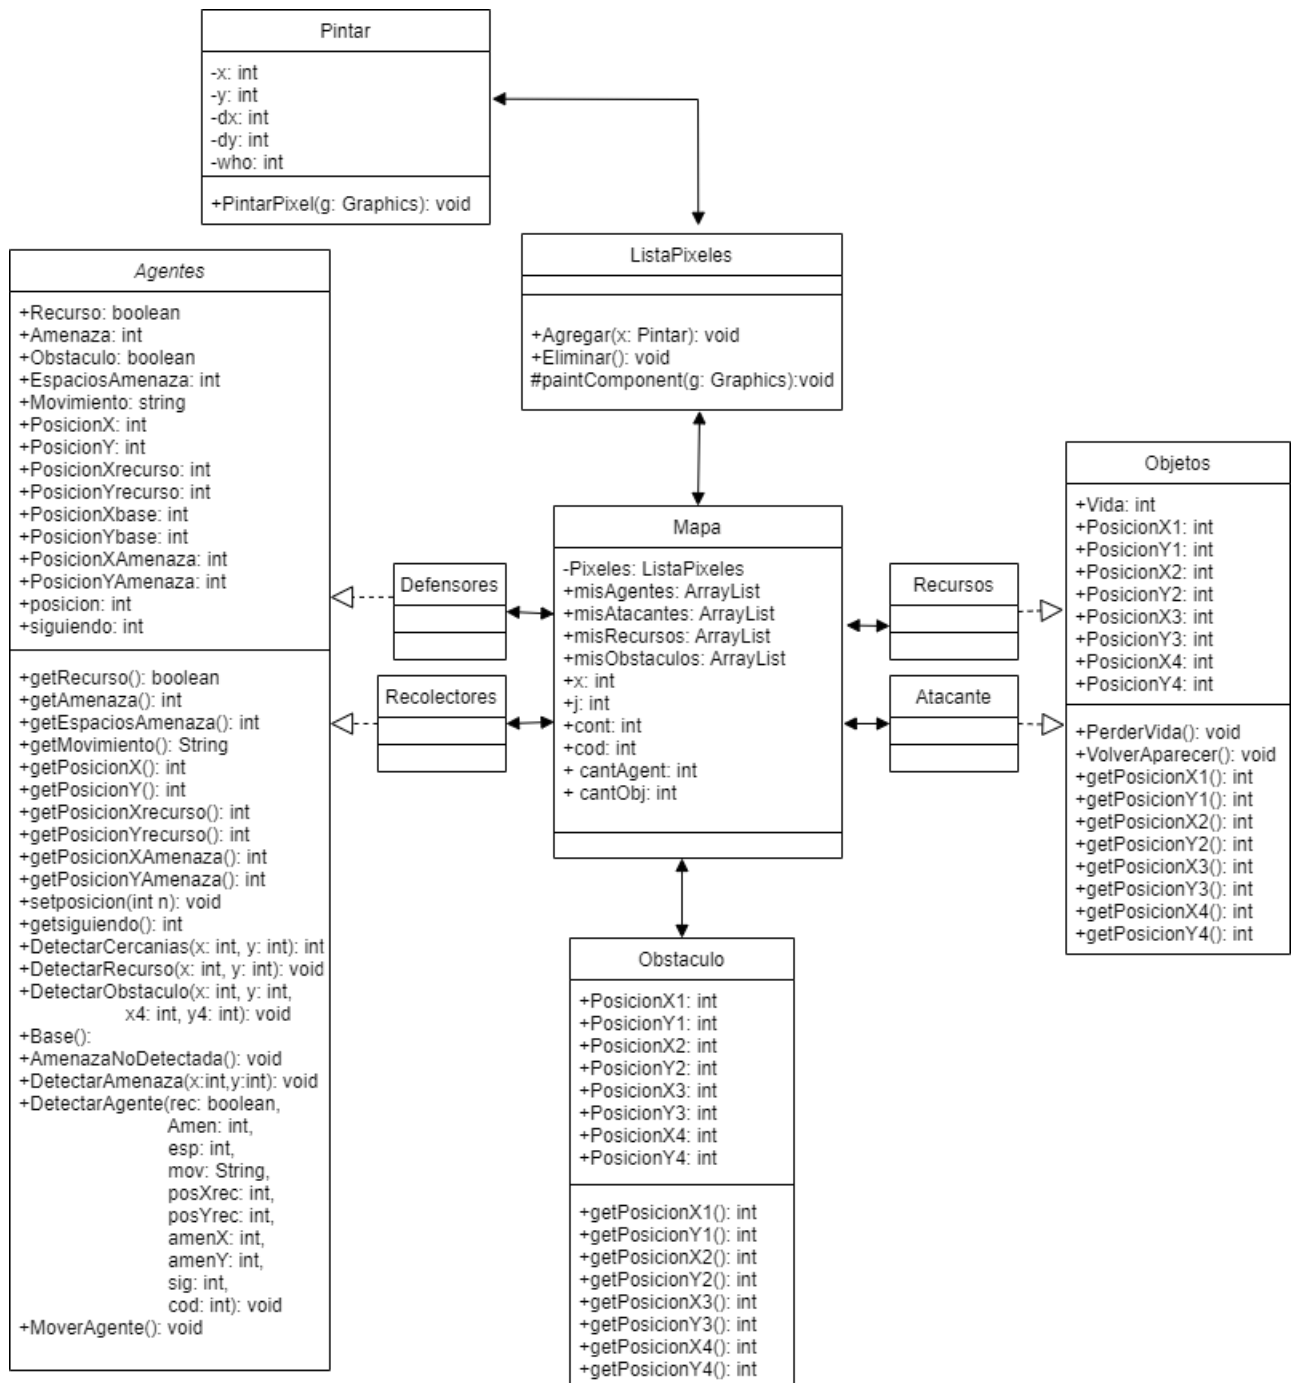 Pintar
-x: int
-y: int
-dx: int
-dy: int
-who: int
+PintarPixel(g: Graphics): void
ListaPixeles
+Agregar(x: Pintar): void
+Eliminar(): void
#paintComponent(g: Graphics):void
Agentes
+Recurso: boolean
+Amenaza: int
+Obstaculo: boolean
+EspaciosAmenaza: int
+Movimiento: string
+PosicionX: int
+PosicionY: int
+PosicionXrecurso: int
+PosicionYrecurso: int
+PosicionXbase: int
+PosicionYbase: int
+PosicionXAmenaza: int
+PosicionYAmenaza: int
+posicion: int
+siguiendo: int
+getRecurso(): boolean
+getAmenaza(): int
+getEspaciosAmenaza(): int
+getMovimiento(): String
+getPosicionX(): int
+getPosicionY(): int
+getPosicionXrecurso(): int
+getPosicionYrecurso(): int
+getPosicionXAmenaza(): int
+getPosicionYAmenaza(): int
+setposicion(int n): void
+getsiguiendo(): int
+DetectarCercanias(x: int, y: int): int
+DetectarRecurso(x: int, y: int): void
+DetectarObstaculo(x: int, y: int,
x4: int, y4: int): void
+Base():
+AmenazaNoDetectada(): void
+DetectarAmenaza(x:int,y:int): void
+DetectarAgente(rec: boolean,
Amen: int,
esp: int,
mov: String,
posXrec: int,
posYrec: int,
amenX: int,
amenY: int,
sig: int,
cod: int): void
+MoverAgente(): void
Defensores
Recolectores
Mapa
-Pixeles: ListaPixeles
+misAgentes: ArrayList
+misAtacantes: ArrayList
+misRecursos: ArrayList
+misObstaculos: ArrayList
+x: int
+j: int
+cont: int
+cod: int
+ cantAgent: int
+ cantObj: int
Recursos
Atacante
Objetos
+Vida: int
+PosicionX1: int
+PosicionY1: int
+PosicionX2: int
+PosicionY2: int
+PosicionX3: int
+PosicionY3: int
+PosicionX4: int
+PosicionY4: int
+PerderVida(): void
+VolverAparecer(): void
+getPosicionX1(): int
+getPosicionY1(): int
+getPosicionX2(): int
+getPosicionY2(): int
+getPosicionX3(): int
+getPosicionY3(): int
+getPosicionX4(): int
+getPosicionY4(): int
Obstaculo
+PosicionX1: int
+PosicionY1: int
+PosicionX2: int
+PosicionY2: int
+PosicionX3: int
+PosicionY3: int
+PosicionX4: int
+PosicionY4: int
+getPosicionX1(): int
+getPosicionY1(): int
+getPosicionX2(): int
+getPosicionY2(): int
+getPosicionX3(): int
+getPosicionY3(): int
+getPosicionX4(): int
+getPosicionY4(): int